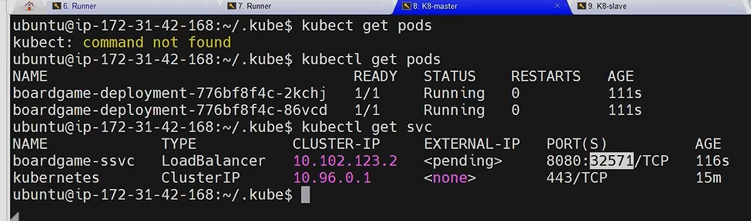 6. Runner 7. Runner 8. K8-master 9. K8-slave
ubuntu@ip-172-31-42-168:~/.kube$ kubect get pods
kubect: command not found
ubuntu@ip-172-31-42-168:~/.kube$ kubectl get pods
NAME READY STATUS RESTARTS AGE
boardgame-deployment-776bf8f4c-2kchj 1/1 Running 0 111s
boardgame-deployment-776bf8f4c-86vcd 1/1 Running 0 111s
ubuntu@ip-172-31-42-168:~/.kube$ kubectl get svc
NAME TYPE CLUSTER-IP EXTERNAL-IP PORT(S) AGE
boardgame-ssvc LoadBalancer 10.102.123.2 <pending> 8080:32571/TCP 116s
kubernetes ClusterIP 10.96.0.1 <none> 443/TCP 15m
ubuntu@ip-172-31-42-168:~/.kube$